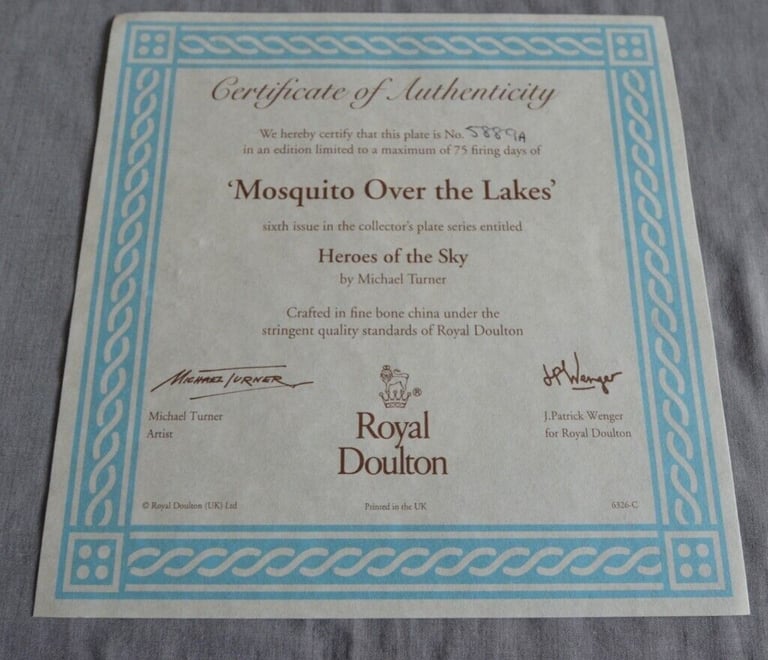 Certificate of Authenticity
We hereby certify that this plate is No. 5889A
in an edition limited to a maximum of 75 firing days of
'Mosquito Over the Lakes'
sixth issue in the collector's plate series entitled
Heroes of the Sky
by Michael Turner
Crafted in fine bone china under the
stringent quality standards of Royal Doulton
MICHAEL TURNER
Michael Turner
Artist
®
Royal
Doulton
JPWenger
J.Patrick Wenger
for Royal Doulton
© Royal Doulton (UK) Ltd
Printed in the UK
6326-C